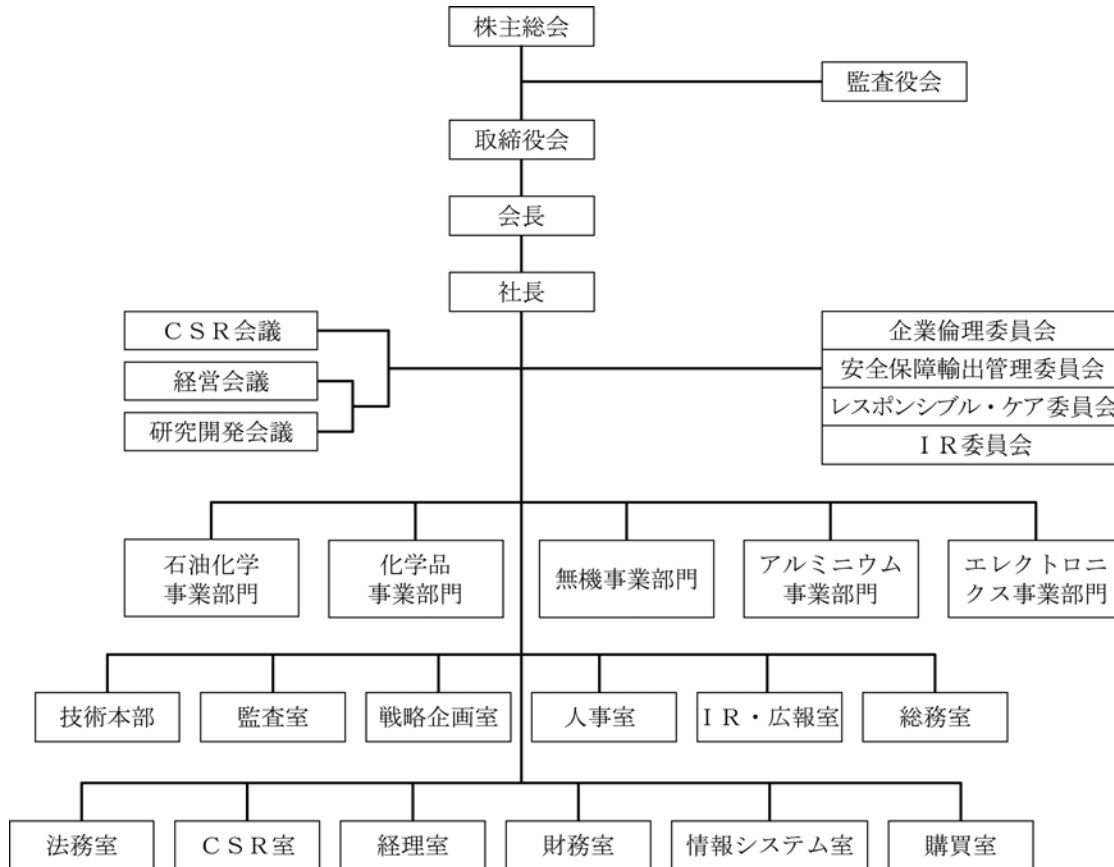 株主総会
監査役会
取締役会
会長
社長
ＣＳＲ会議
経営会議
研究開発会議
企業倫理委員会
安全保障輸出管理委員会
レスポンシブル・ケア委員会
ＩＲ委員会
石油化学
事業部門
化学品
事業部門
無機事業部門
アルミニウム
事業部門
エレクトロニ
クス事業部門
技術本部
監査室
戦略企画室
人事室
ＩＲ・広報室
総務室
法務室
ＣＳＲ室
経理室
財務室
情報システム室
購買室